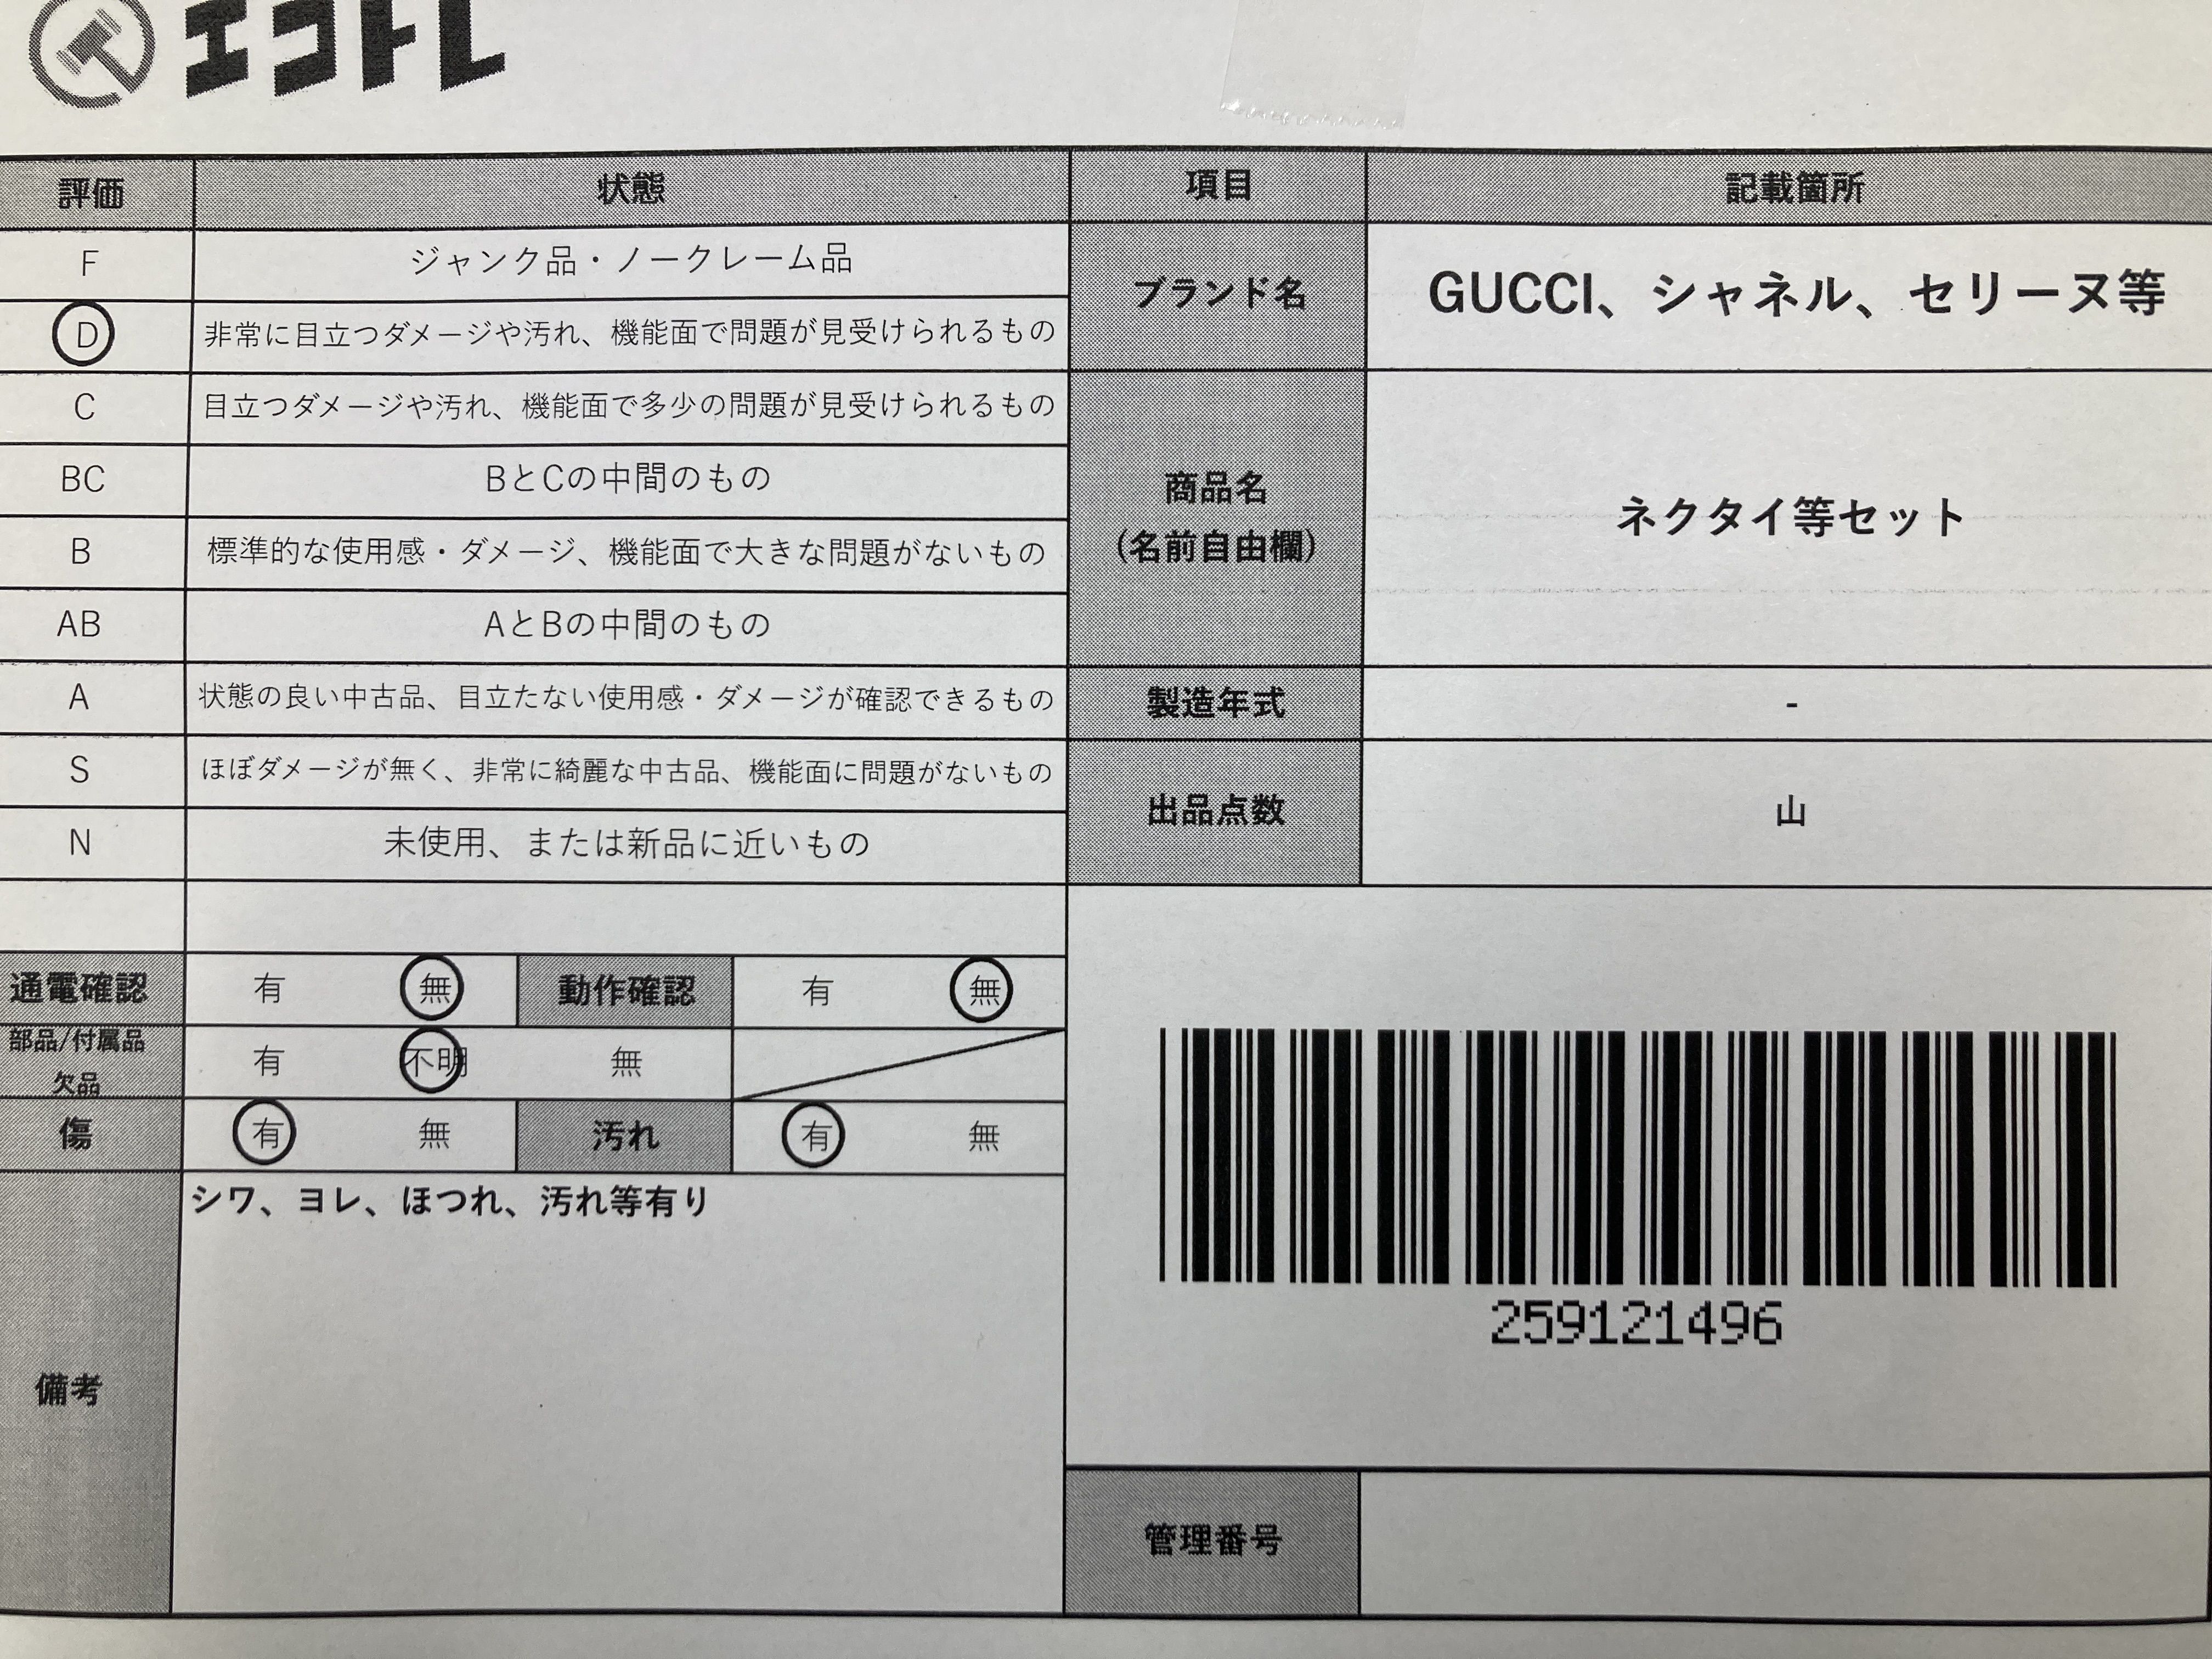 エコトレ
評価 状態 項目 記載箇所
F ジャンク品・ノークレーム品
D 非常に目立つダメージや汚れ、機能面で問題が見受けられるもの
ブランド名 GUCCI、シャネル、セリーヌ等
C 目立つダメージや汚れ、機能面で多少の問題が見受けられるもの
BC BとCの中間のもの
B 標準的な使用感・ダメージ、機能面で大きな問題がないもの
AB AとBの中間のもの
商品名
(名前自由欄)
ネクタイ等セット
A 状態の良い中古品、目立たない使用感・ダメージが確認できるもの
製造年式 -
S ほぼダメージが無く、非常に綺麗な中古品、機能面に問題がないもの
N 未使用、または新品に近いもの
出品点数 山
通電確認 有 無 動作確認 有 無
部品/付属品
欠品
有 不明 無
傷 有 無 汚れ 有 無
備考
シワ、ヨレ、ほつれ、汚れ等有り
259121496
管理番号